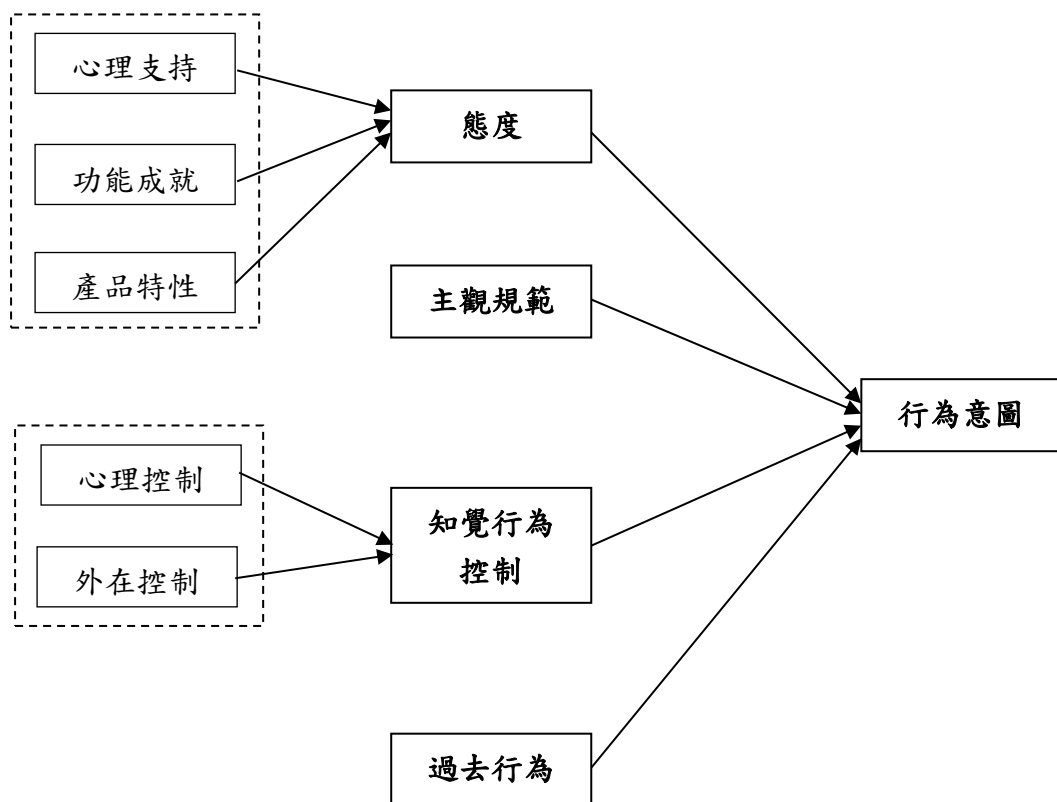 心理支持
功能成就
產品特性
態度
主觀規範
行為意圖
心理控制
外在控制
知覺行為
控制
過去行為